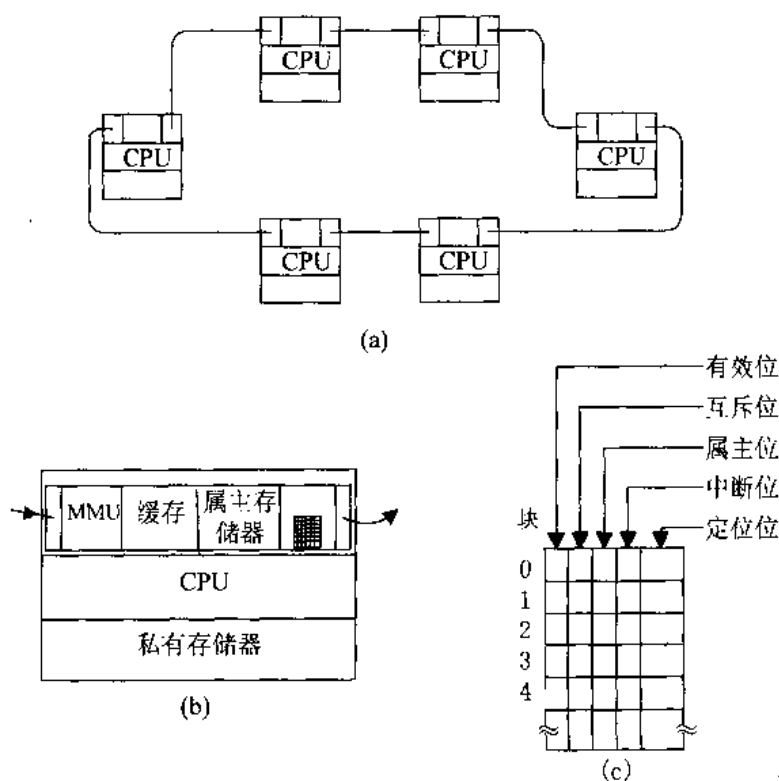 CPU
CPU
CPU
CPU
CPU
CPU
(a)
有效位
互斥位
属主位
中断位
定位位
块
0
1
2
3
4
MMU
缓存
属主存
储器
CPU
私有存储器
(b)
(c)